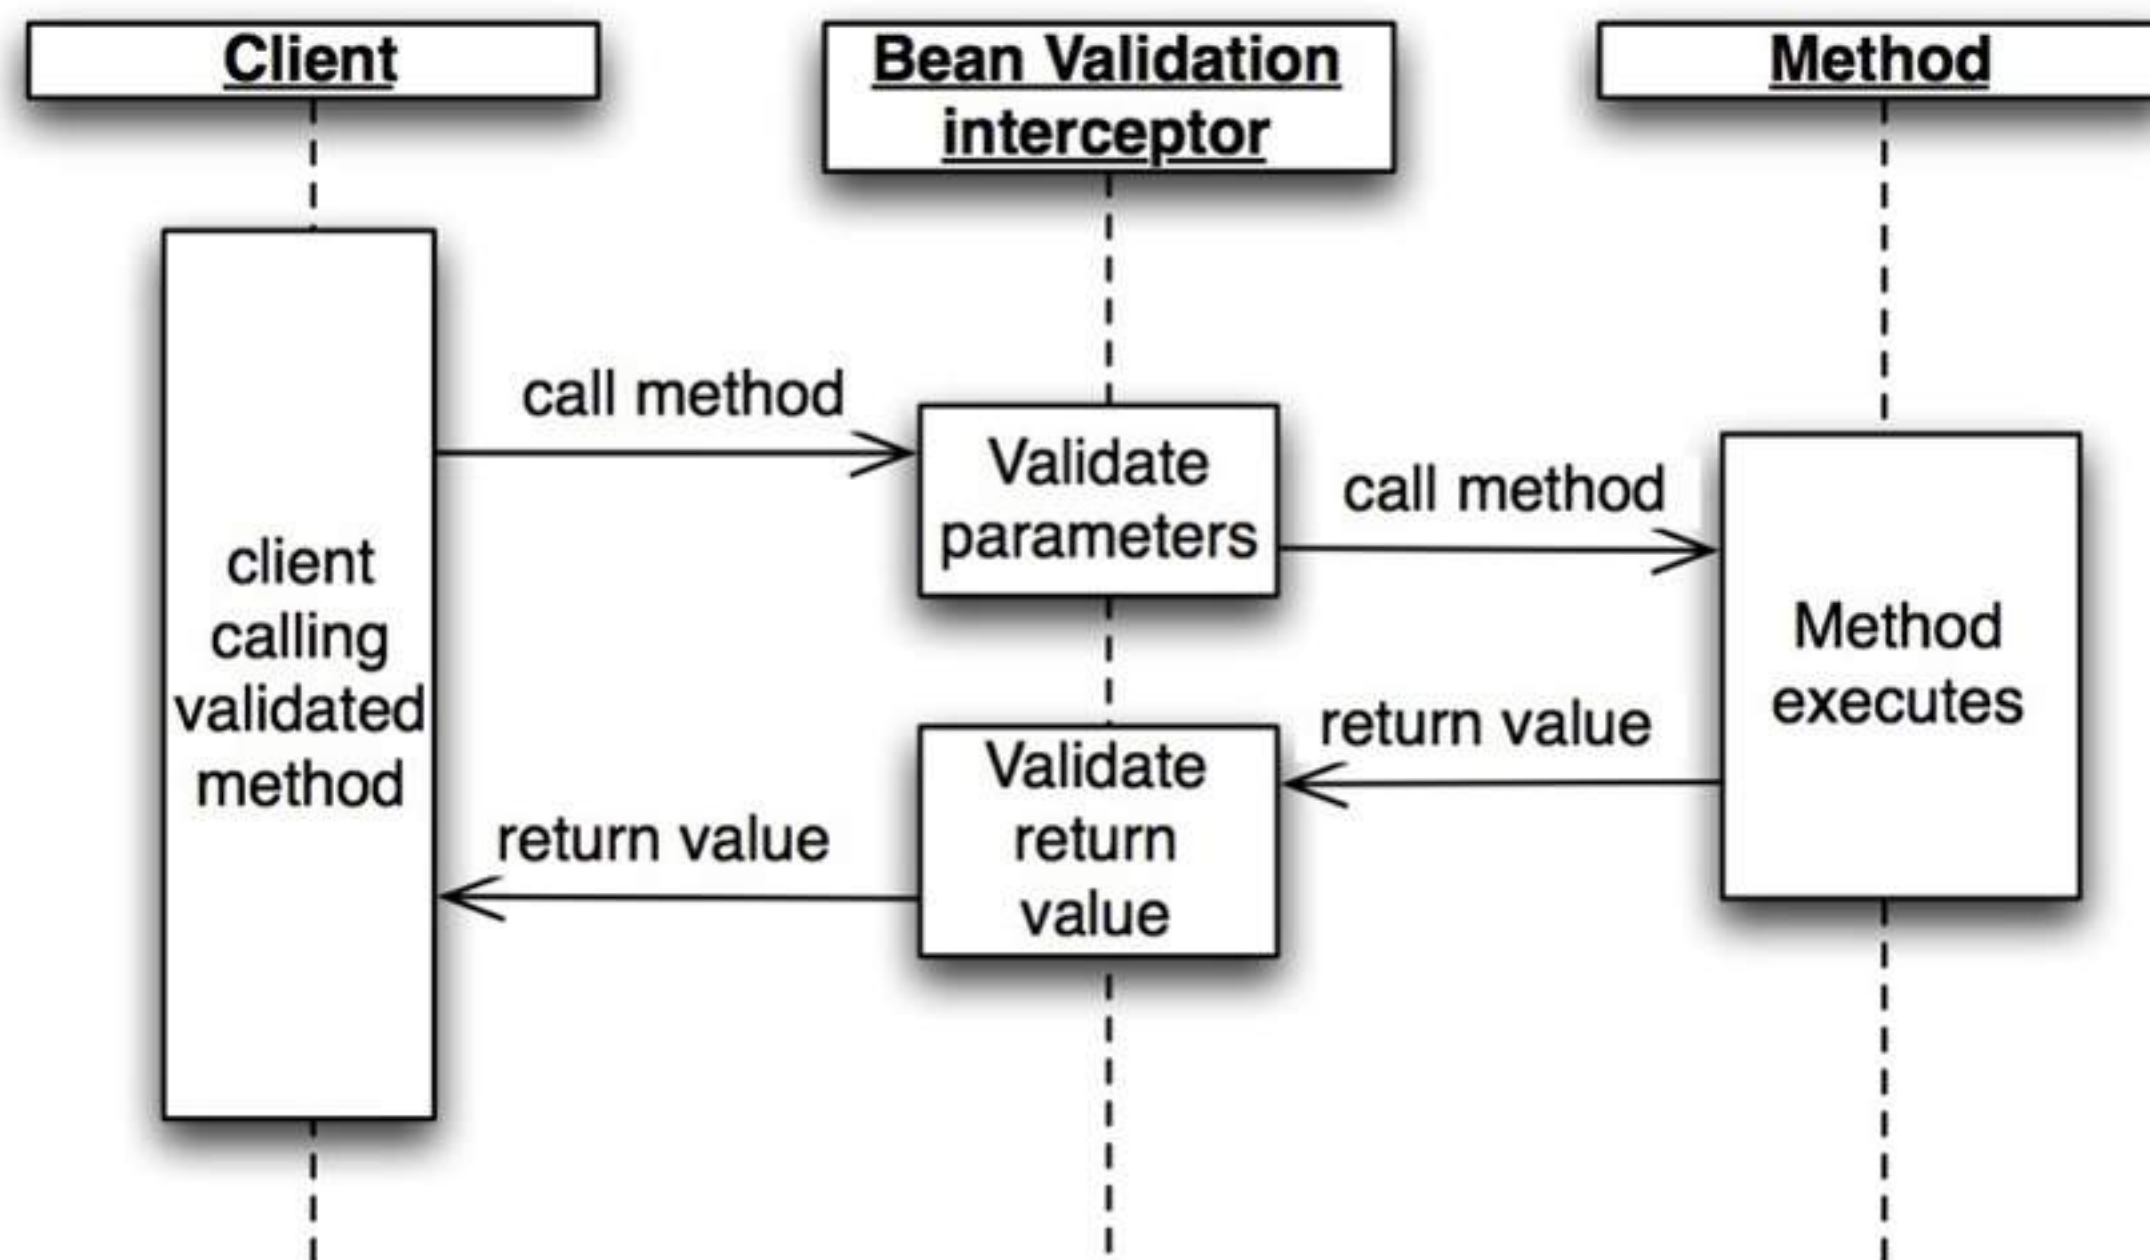 Client
Bean Validation
interceptor
Method
call method
Validate
parameters
call method
client
calling
validated
method
Method
executes
return value
Validate
return
value
return value